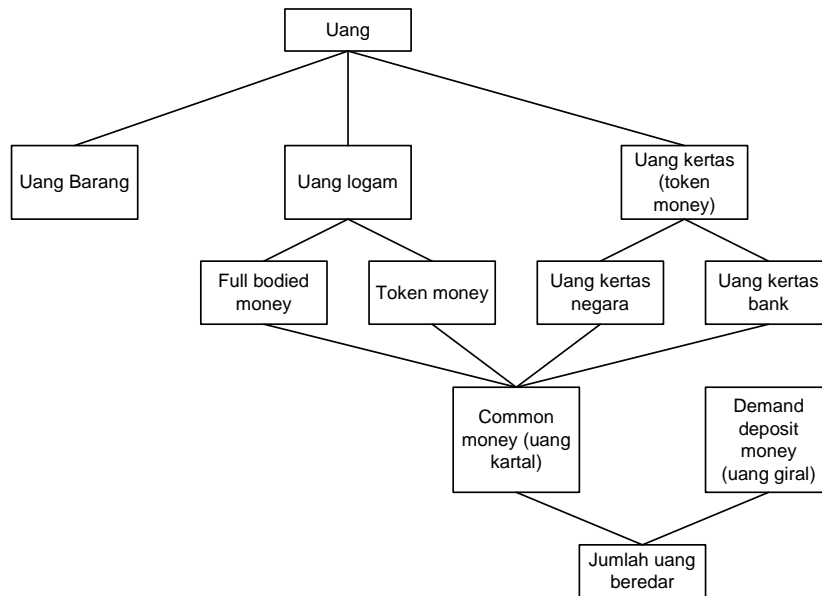 Uang
Uang Barang
Uang logam
Uang kertas
(token
money)
Full bodied
money
Token money
Uang kertas
negara
Uang kertas
bank
Common
money (uang
kartal)
Demand
deposit
money
(uang giral)
Jumlah uang
beredar